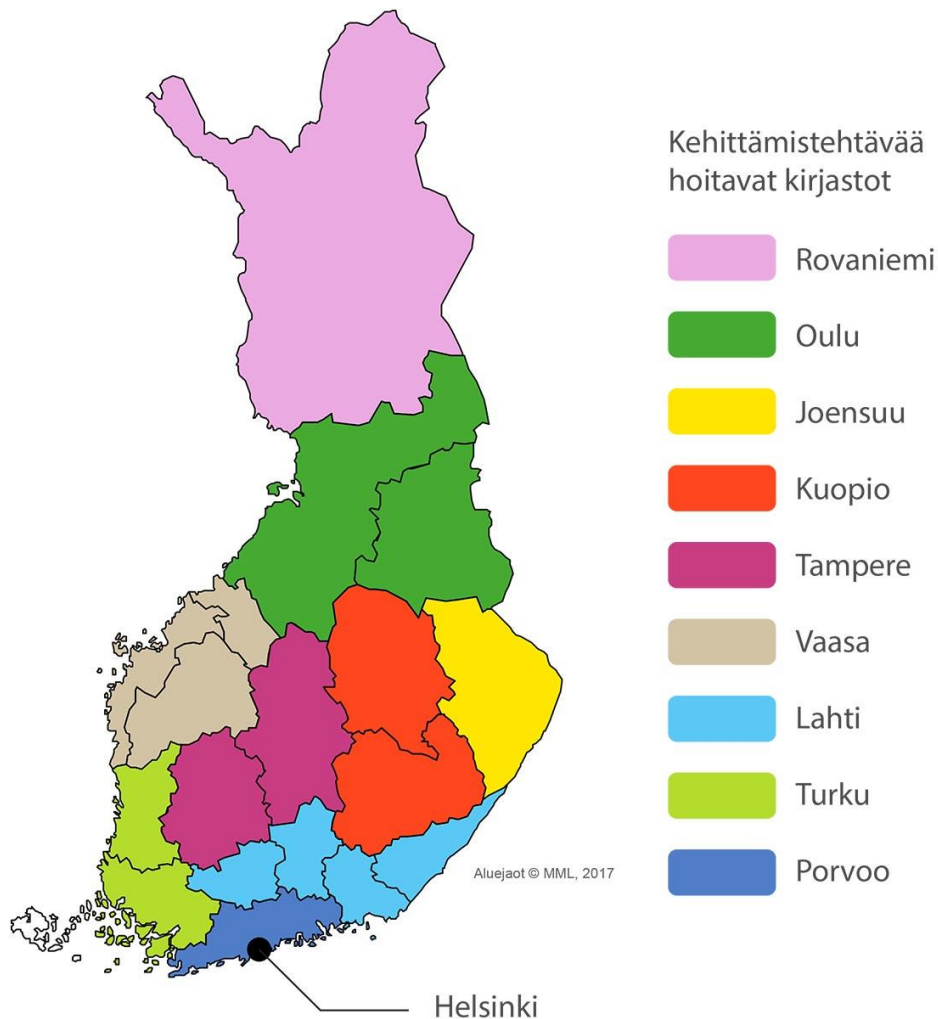 Kehittämistehtävää
hoitavat kirjastot
Rovaniemi
Oulu
Joensuu
Kuopio
Tampere
Vaasa
Lahti
Turku
Porvoo
Aluejaot © MML, 2017
Helsinki